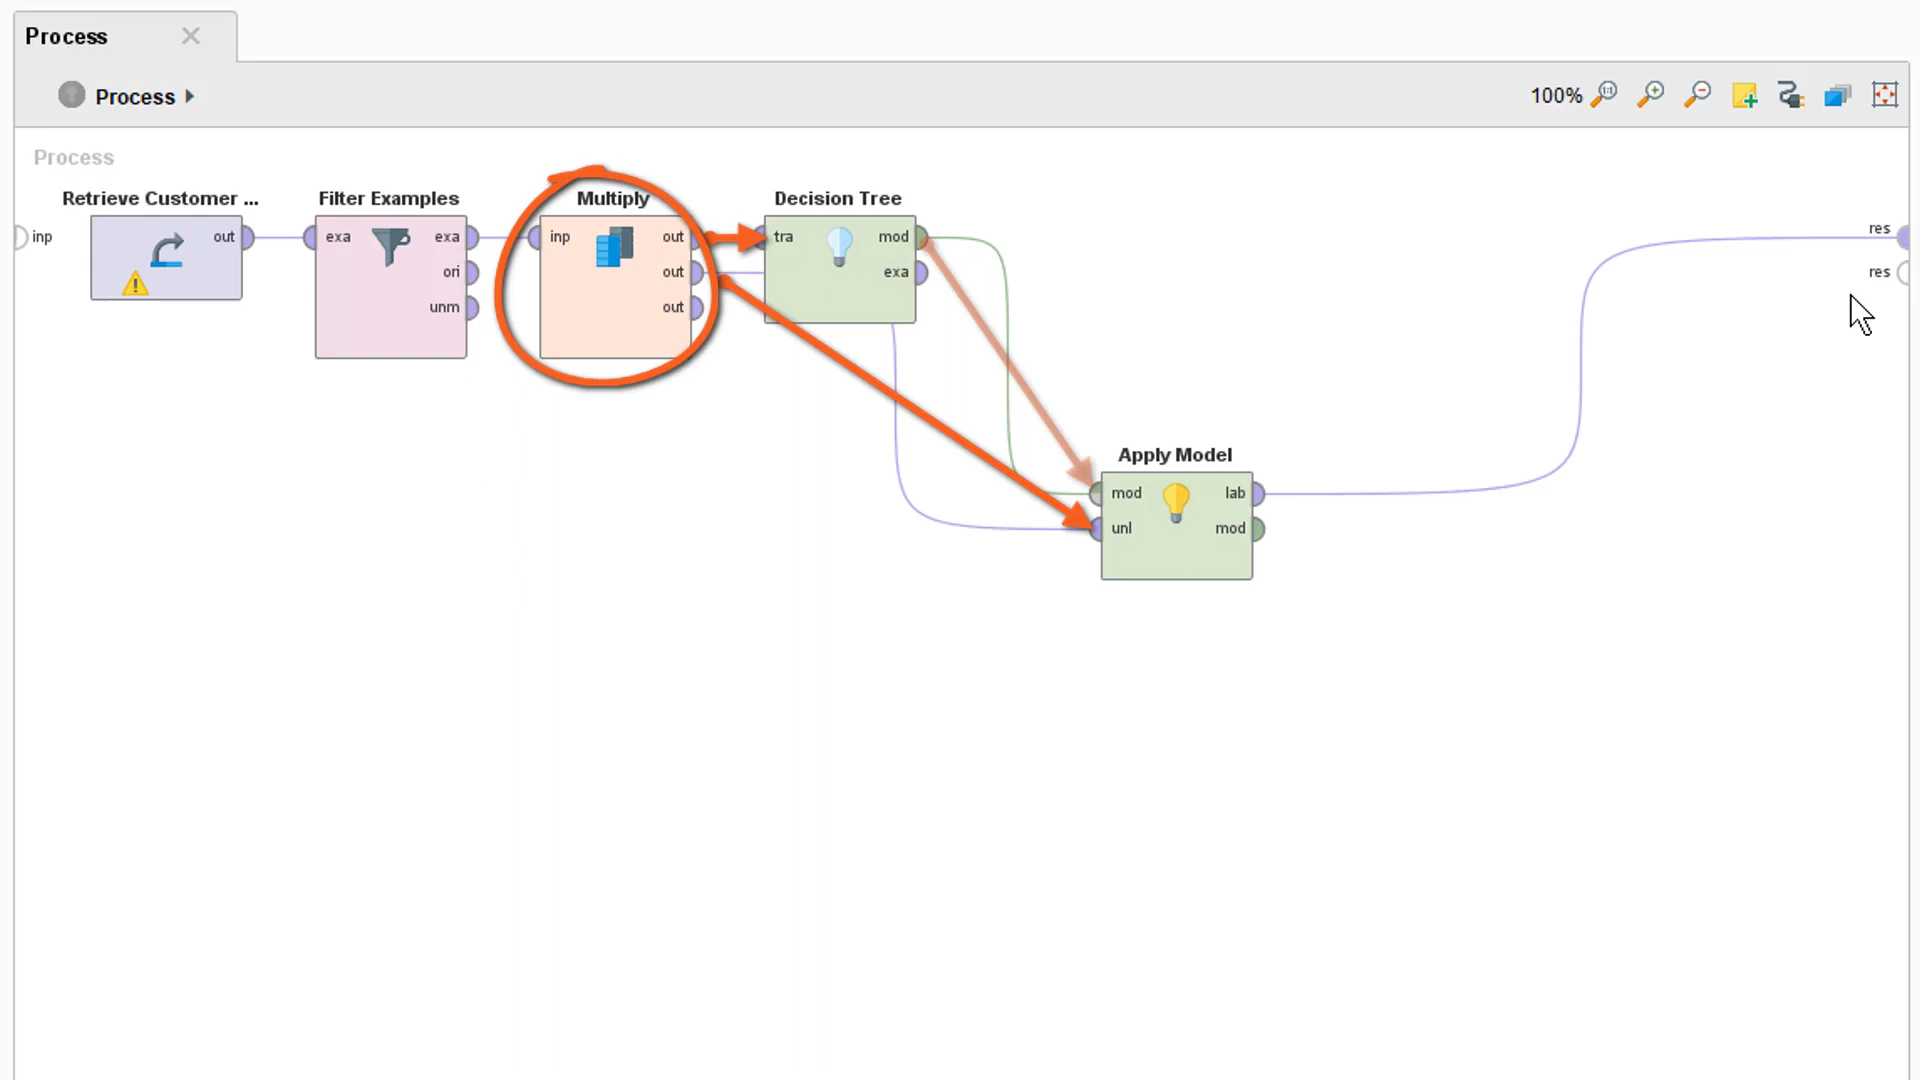 Process
Process
100%
Process
Retrieve Customer ...
Filter Examples
Multiply
Decision Tree
inp
out
exa
exa
ori
unm
inp
out
out
out
tra
mod
exa
res
res
Apply Model
mod
lab
unl
mod